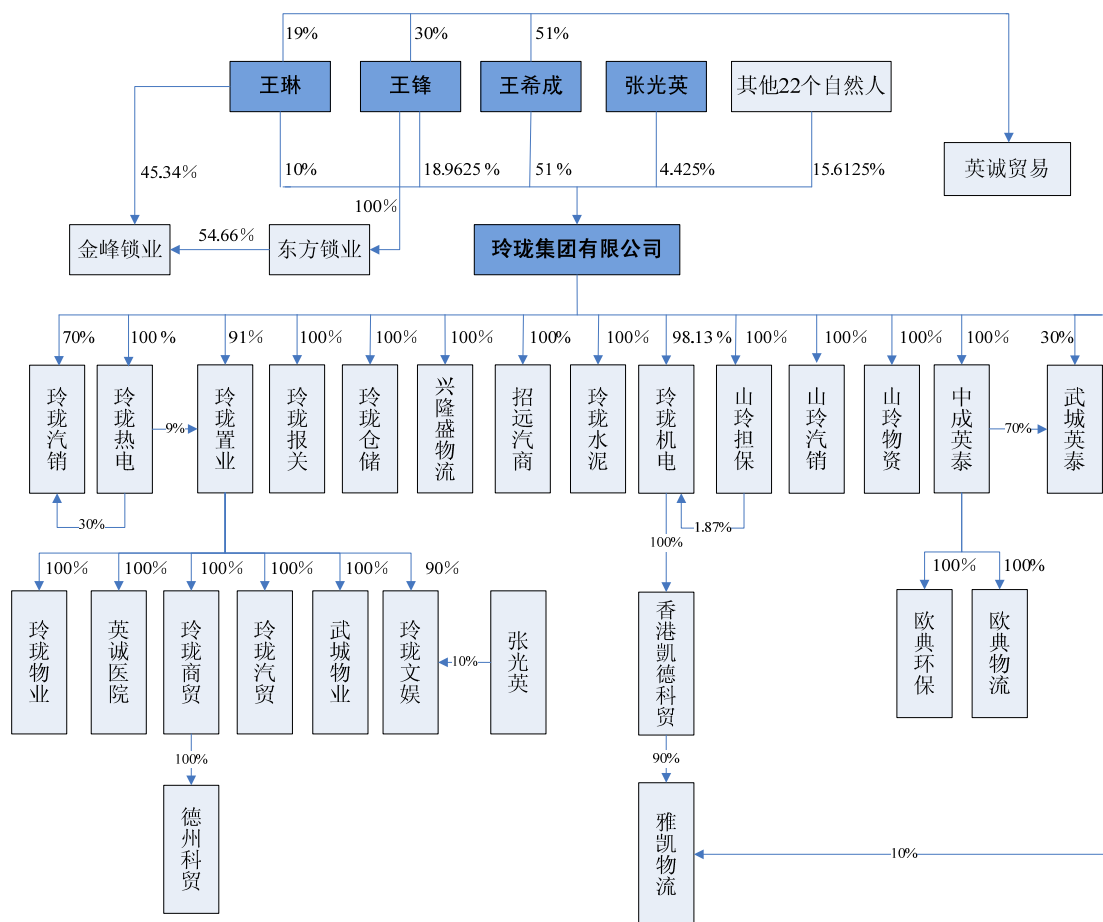 19%
30%
51%
王琳
王锋
王希成
张光英
其他22个自然人
英诚贸易
45.34%
10%
18.9625%
51%
4.425%
15.6125%
100%
金峰锁业
54.66%
东方锁业
玲珑集团有限公司
70%
100%
91%
100%
100%
100%
100%
100%
98.13%
100%
100%
100%
100%
30%
玲珑汽销
玲珑热电
9%
玲珑置业
玲珑报关
玲珑仓储
兴隆盛物流
招远汽商
玲珑水泥
玲珑机电
山玲担保
山玲汽销
山玲物资
中成英泰
70%
武城英泰
30%
1.87%
100%
100%
100%
100%
100%
100%
90%
100%
100%
玲珑物业
英诚医院
玲珑商贸
玲珑汽贸
武城物业
玲珑文娱
10%
张光英
香港凯德科贸
欧典环保
欧典物流
100%
90%
德州科贸
雅凯物流
10%